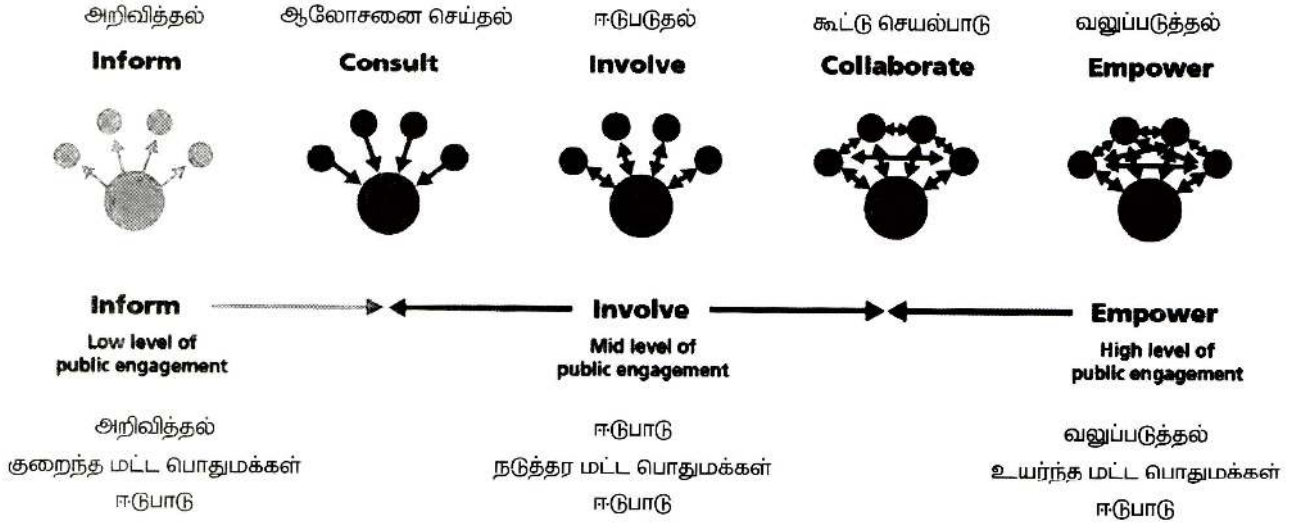 அறிவித்தல் ஆலோசனை செய்தல் ஈடுபடுதல் கூட்டு செயல்பாடு வலுப்படுத்தல்
Inform Consult Involve Collaborate Empower
Inform Involve Empower
Low level of Mid level of High level of
public engagement public engagement public engagement
அறிவித்தல் ஈடுபாடு வலுப்படுத்தல்
குறைந்த மட்ட பொதுமக்கள் நடுத்தர மட்ட பொதுமக்கள் உயர்ந்த மட்ட பொதுமக்கள்
ஈடுபாடு ஈடுபாடு ஈடுபாடு